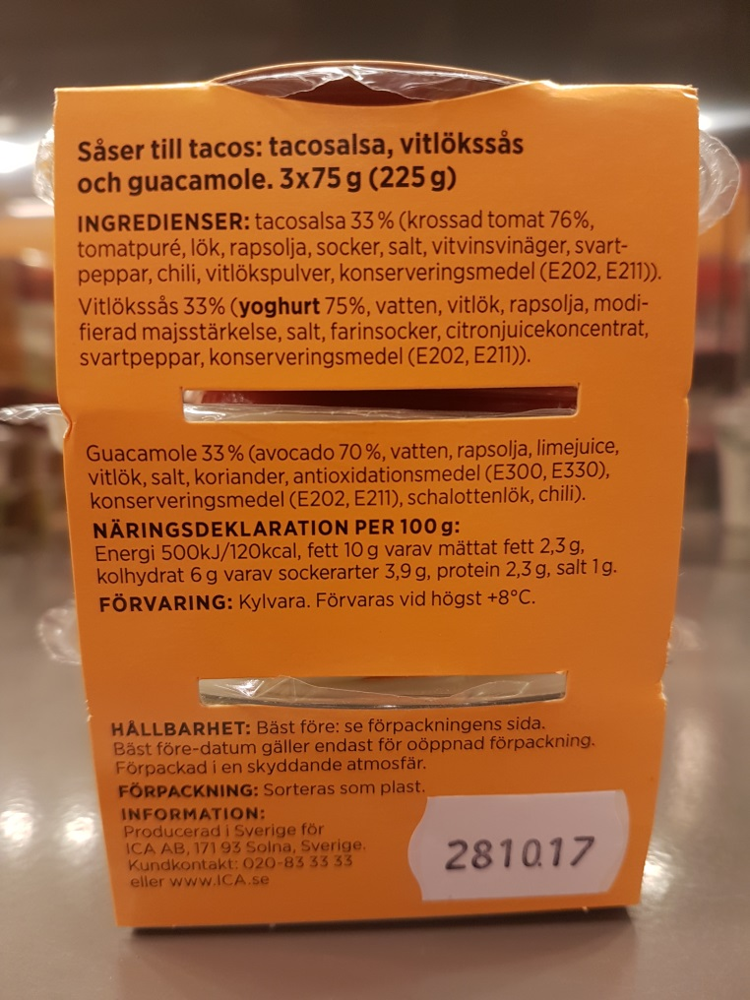 Såser till tacos: tacosalsa, vitlökssås
och guacamole. 3x75 g (225 g)
INGREDIENSER: tacosalsa 33 % (krossad tomat 76%,
tomatpuré, lök, rapsolja, socker, salt, vitvinsvinäger, svart-
peppar, chili, vitlökspulver, konserveringsmedel (E202, E211)).
Vitlökssås 33% (yoghurt 75%, vatten, vitlök, rapsolja, modi-
fierad majsstärkelse, salt, farinsocker, citronjuicekoncentrat,
svartpeppar, konserveringsmedel (E202, E211)).
Guacamole 33 % (avocado 70 %, vatten, rapsolja, limejuice,
vitlök, salt, koriander, antioxidationsmedel (E300, E330),
konserveringsmedel (E202, E211), schalottenlök, chili).
NÄRINGSDEKLARATION PER 100 g:
Energi 500kJ/120kcal, fett 10 g varav mättat fett 2,3 g,
kolhydrat 6 g varav sockerarter 3,9 g, protein 2,3 g, salt 1 g.
FÖRVARING: Kylvara. Förvaras vid högst +8°C.
HÅLLBARHET: Bäst före: se förpackningens sida.
Bäst före-datum gäller endast för oöppnad förpackning.
Förpackad i en skyddande atmosfär.
FÖRPACKNING: Sorteras som plast.
INFORMATION:
Producerad i Sverige för
ICA AB, 171 93 Solna, Sverige.
Kundkontakt: 020-83 33 33
eller www.ICA.se
281017